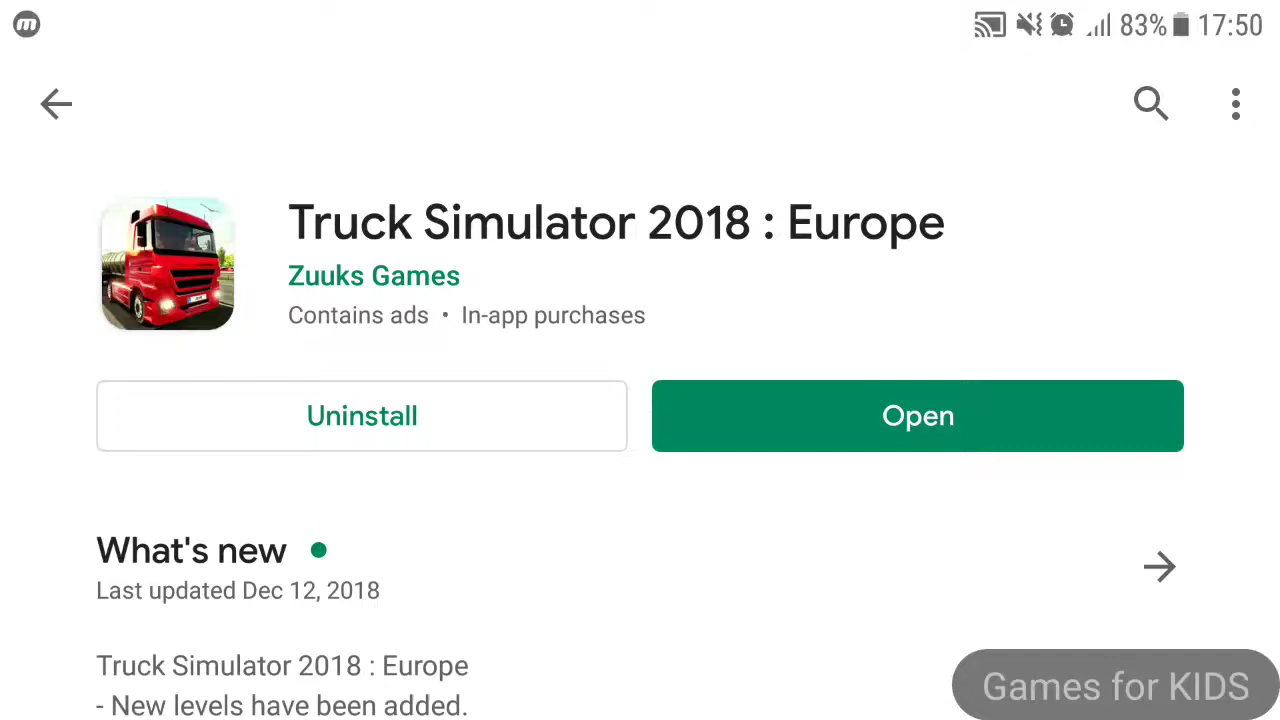 83% 17:50
Truck Simulator 2018 : Europe
Zuuks Games
Contains ads • In-app purchases
Uninstall
Open
What's new
Last updated Dec 12, 2018
Truck Simulator 2018 : Europe
- New levels have been added.
Games for KIDS